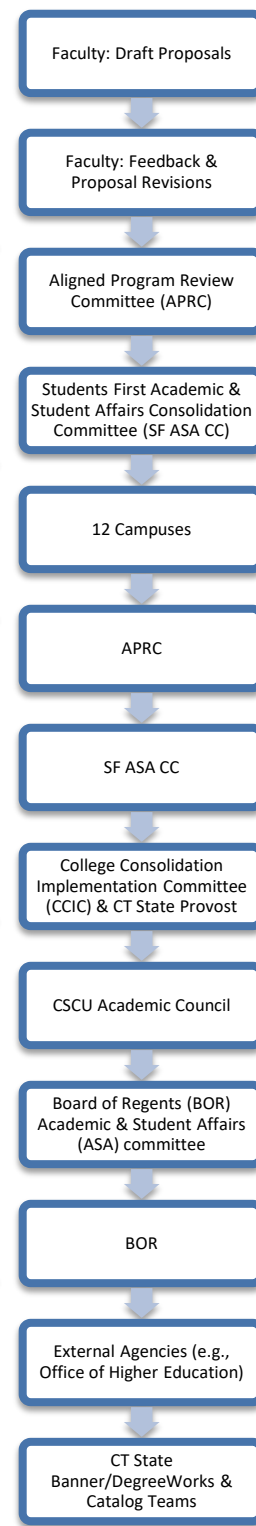 Faculty: Draft Proposals
Faculty: Feedback &
Proposal Revisions
Aligned Program Review
Committee (APRC)
Students First Academic &
Student Affairs Consolidation
Committee (SF ASA CC)
12 Campuses
APRC
SF ASA CC
College Consolidation
Implementation Committee
(CCIC) & CT State Provost
CSCU Academic Council
Board of Regents (BOR)
Academic & Student Affairs
(ASA) committee
BOR
External Agencies (e.g.,
Office of Higher Education)
CT State
Banner/DegreeWorks &
Catalog Teams